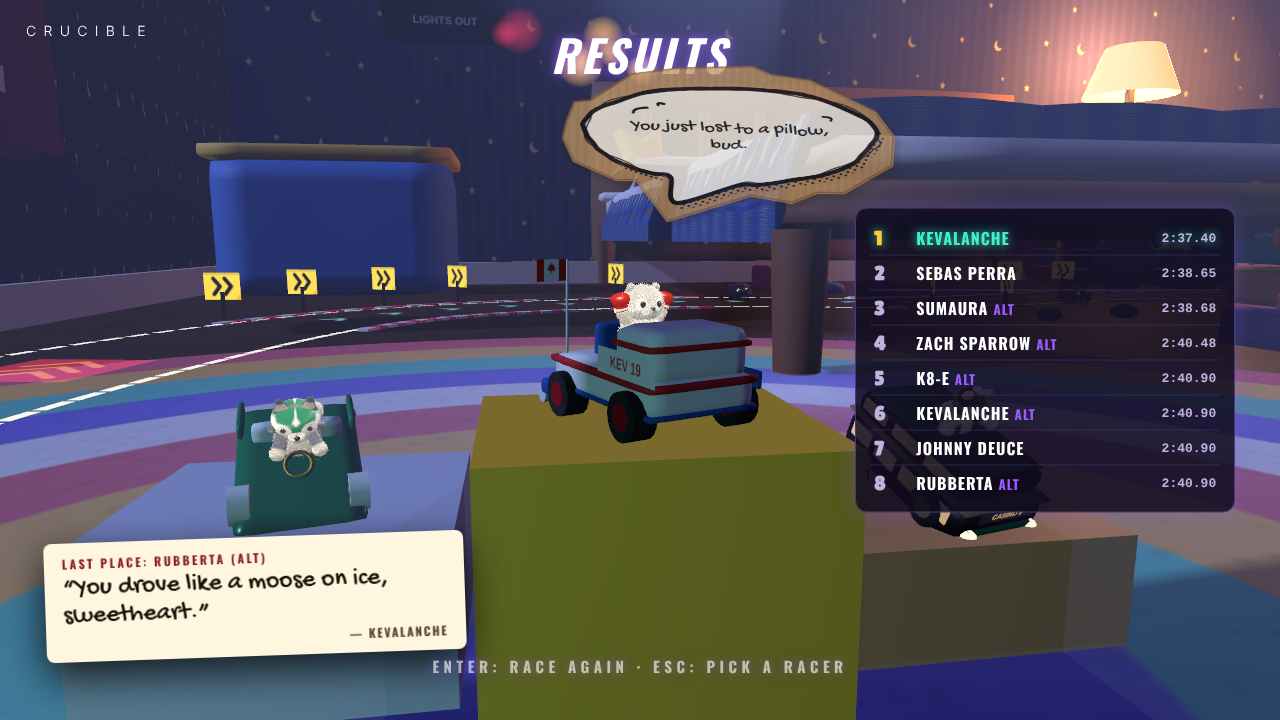 CRUCIBLE
LIGHTS OUT
RESULTS
You just lost to a pillow,
bud.
1 KEVALANCHE 2:37.40
2 SEBAS PERRA 2:38.65
3 SUMAURA ALT 2:38.68
4 ZACH SPARROW ALT 2:40.48
5 K8-E ALT 2:40.90
6 KEVALANCHE ALT 2:40.90
7 JOHNNY DEUCE 2:40.90
8 RUBBERTA ALT 2:40.90
KEV 19
LAST PLACE: RUBBERTA (ALT)
"You drove like a moose on ice,
sweetheart."
— KEVALANCHE
ENTER: RACE AGAIN · ESC: PICK A RACER